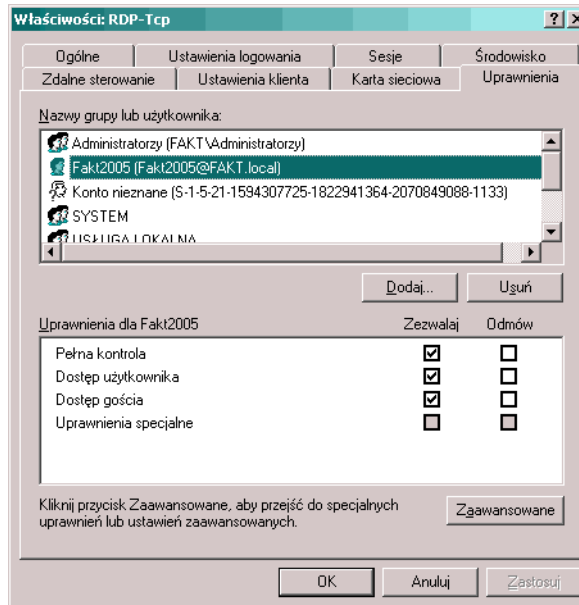 Właściwości: RDP-Tcp
Ogólne Ustawienia logowania Sesje Środowisko
Zdalne sterowanie Ustawienia klienta Karta sieciowa Uprawnienia
Nazwy grupy lub użytkownika:
Administratorzy (FAKT\Administratorzy)
Fakt2005 (Fakt2005@FAKT.local)
Konto nieznane (S-1-5-21-1594307725-1822941364-2070849088-1133)
SYSTEM
USŁUGA LOKALNA
Dodaj... Usuń
Uprawnienia dla Fakt2005 Zezwalaj Odmów
Pełna kontrola
Dostęp użytkownika
Dostęp gościa
Uprawnienia specjalne
Kliknij przycisk Zaawansowane, aby przejść do specjalnych
uprawnień lub ustawień zaawansowanych.
Zaawansowane
OK Anuluj Zastosuj